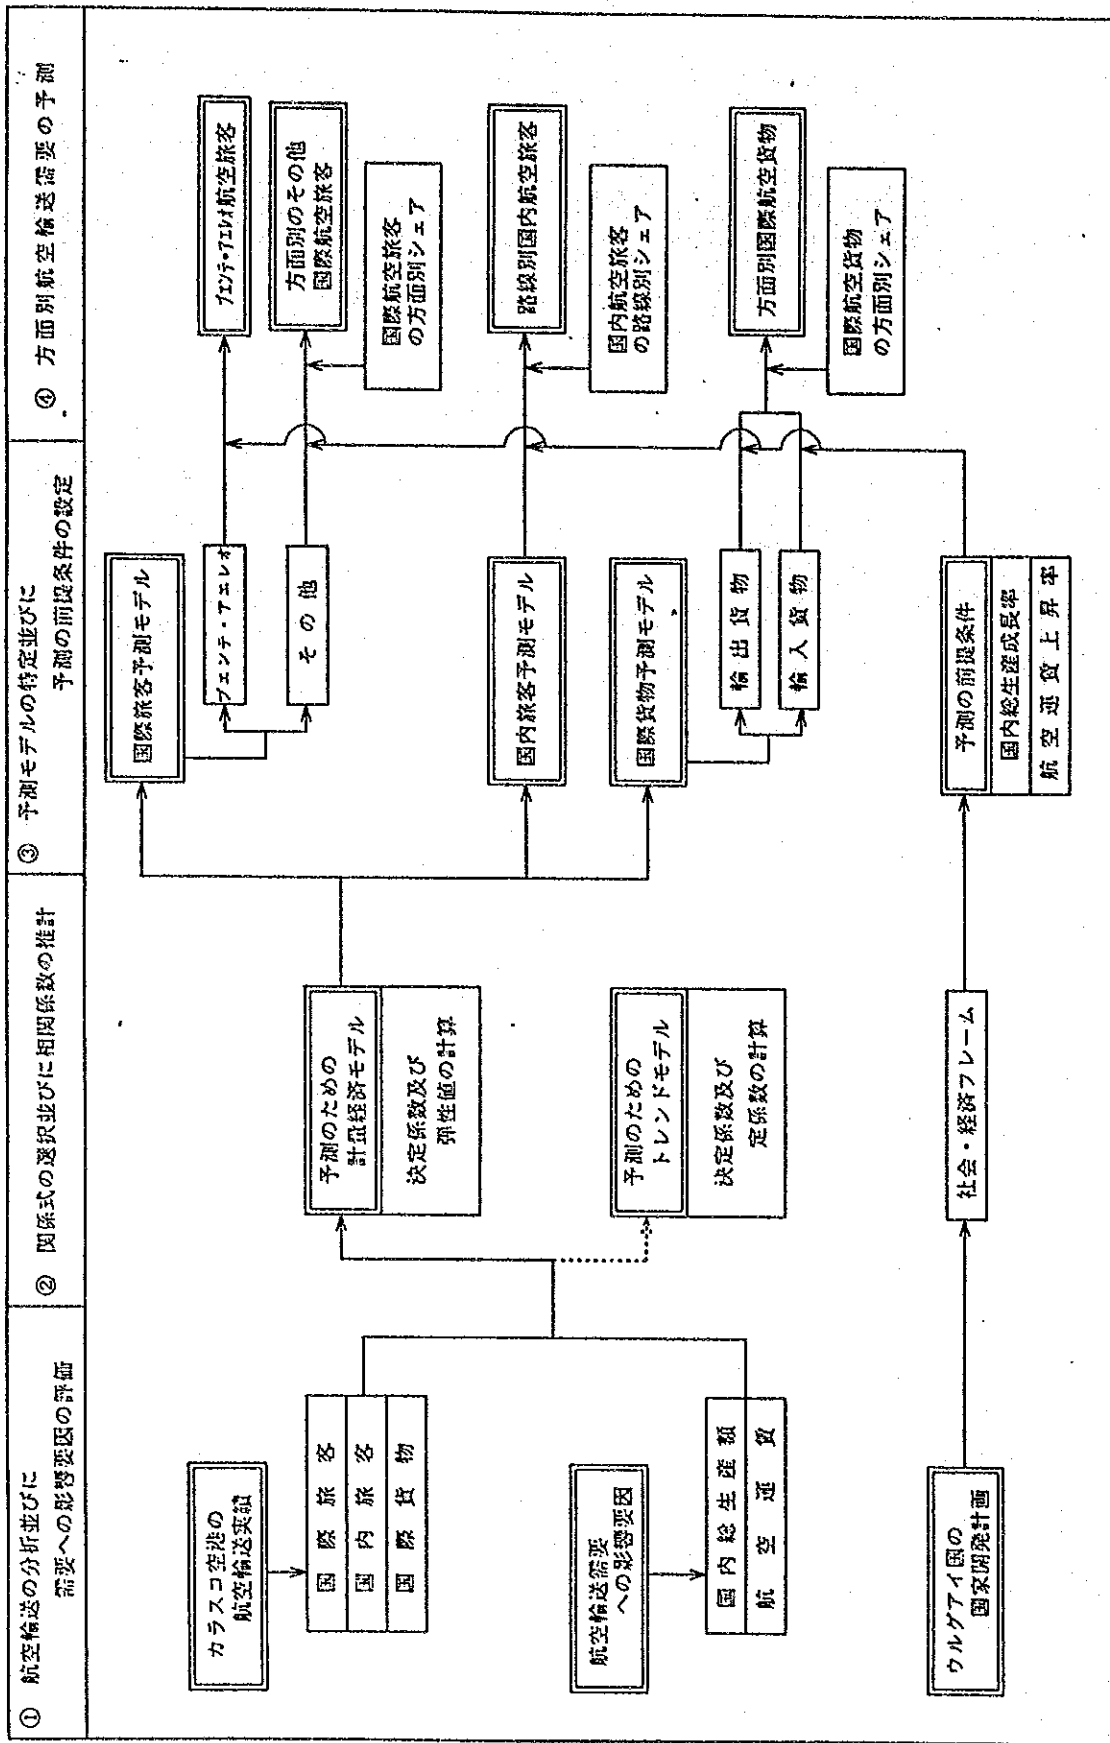 ① 航空輸送の分析並びに
需要への影響要因の評価
② 関係式の選択並びに相関係数の推計
③ 予測モデルの特定並びに
予測の前提条件の設定
④ 方面別航空輸送需要の予測
カラスコ空港の
航空輸送実績
国際旅客
国内旅客
国際貨物
航空輸送需要
への影響要因
国内総生産額
航空運賃
ウルグアイ国の
国家開発計画
予測のための
計量経済モデル
決定係数及び
弾性値の計算
予測のための
トレンドモデル
決定係数及び
定係数の計算
社会・経済フレーム
国際旅客予測モデル
プエンテ・アエレオ
その他
国内旅客予測モデル
国際貨物予測モデル
輸出貨物
輸入貨物
予測の前提条件
国内総生産成長率
航空運賃上昇率
プエンテ・アエレオ航空旅客
方面別のその他
国際航空旅客
国際航空旅客
の方面別シェア
路線別国内航空旅客
国内航空旅客
の路線別シェア
方面別国際航空貨物
国際航空貨物
の方面別シェア